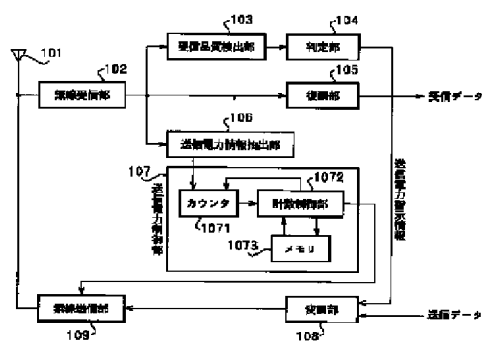 101
102
無線受信部
103
受信品質検出部
104
判定部
105
復調部
受信データ
106
送信電力情報抽出部
107
送信電力制御部
カウンタ
1071
1072
計数制御部
1073
メモリ
送信電力指示情報
無線送信部
109
108
送信データ